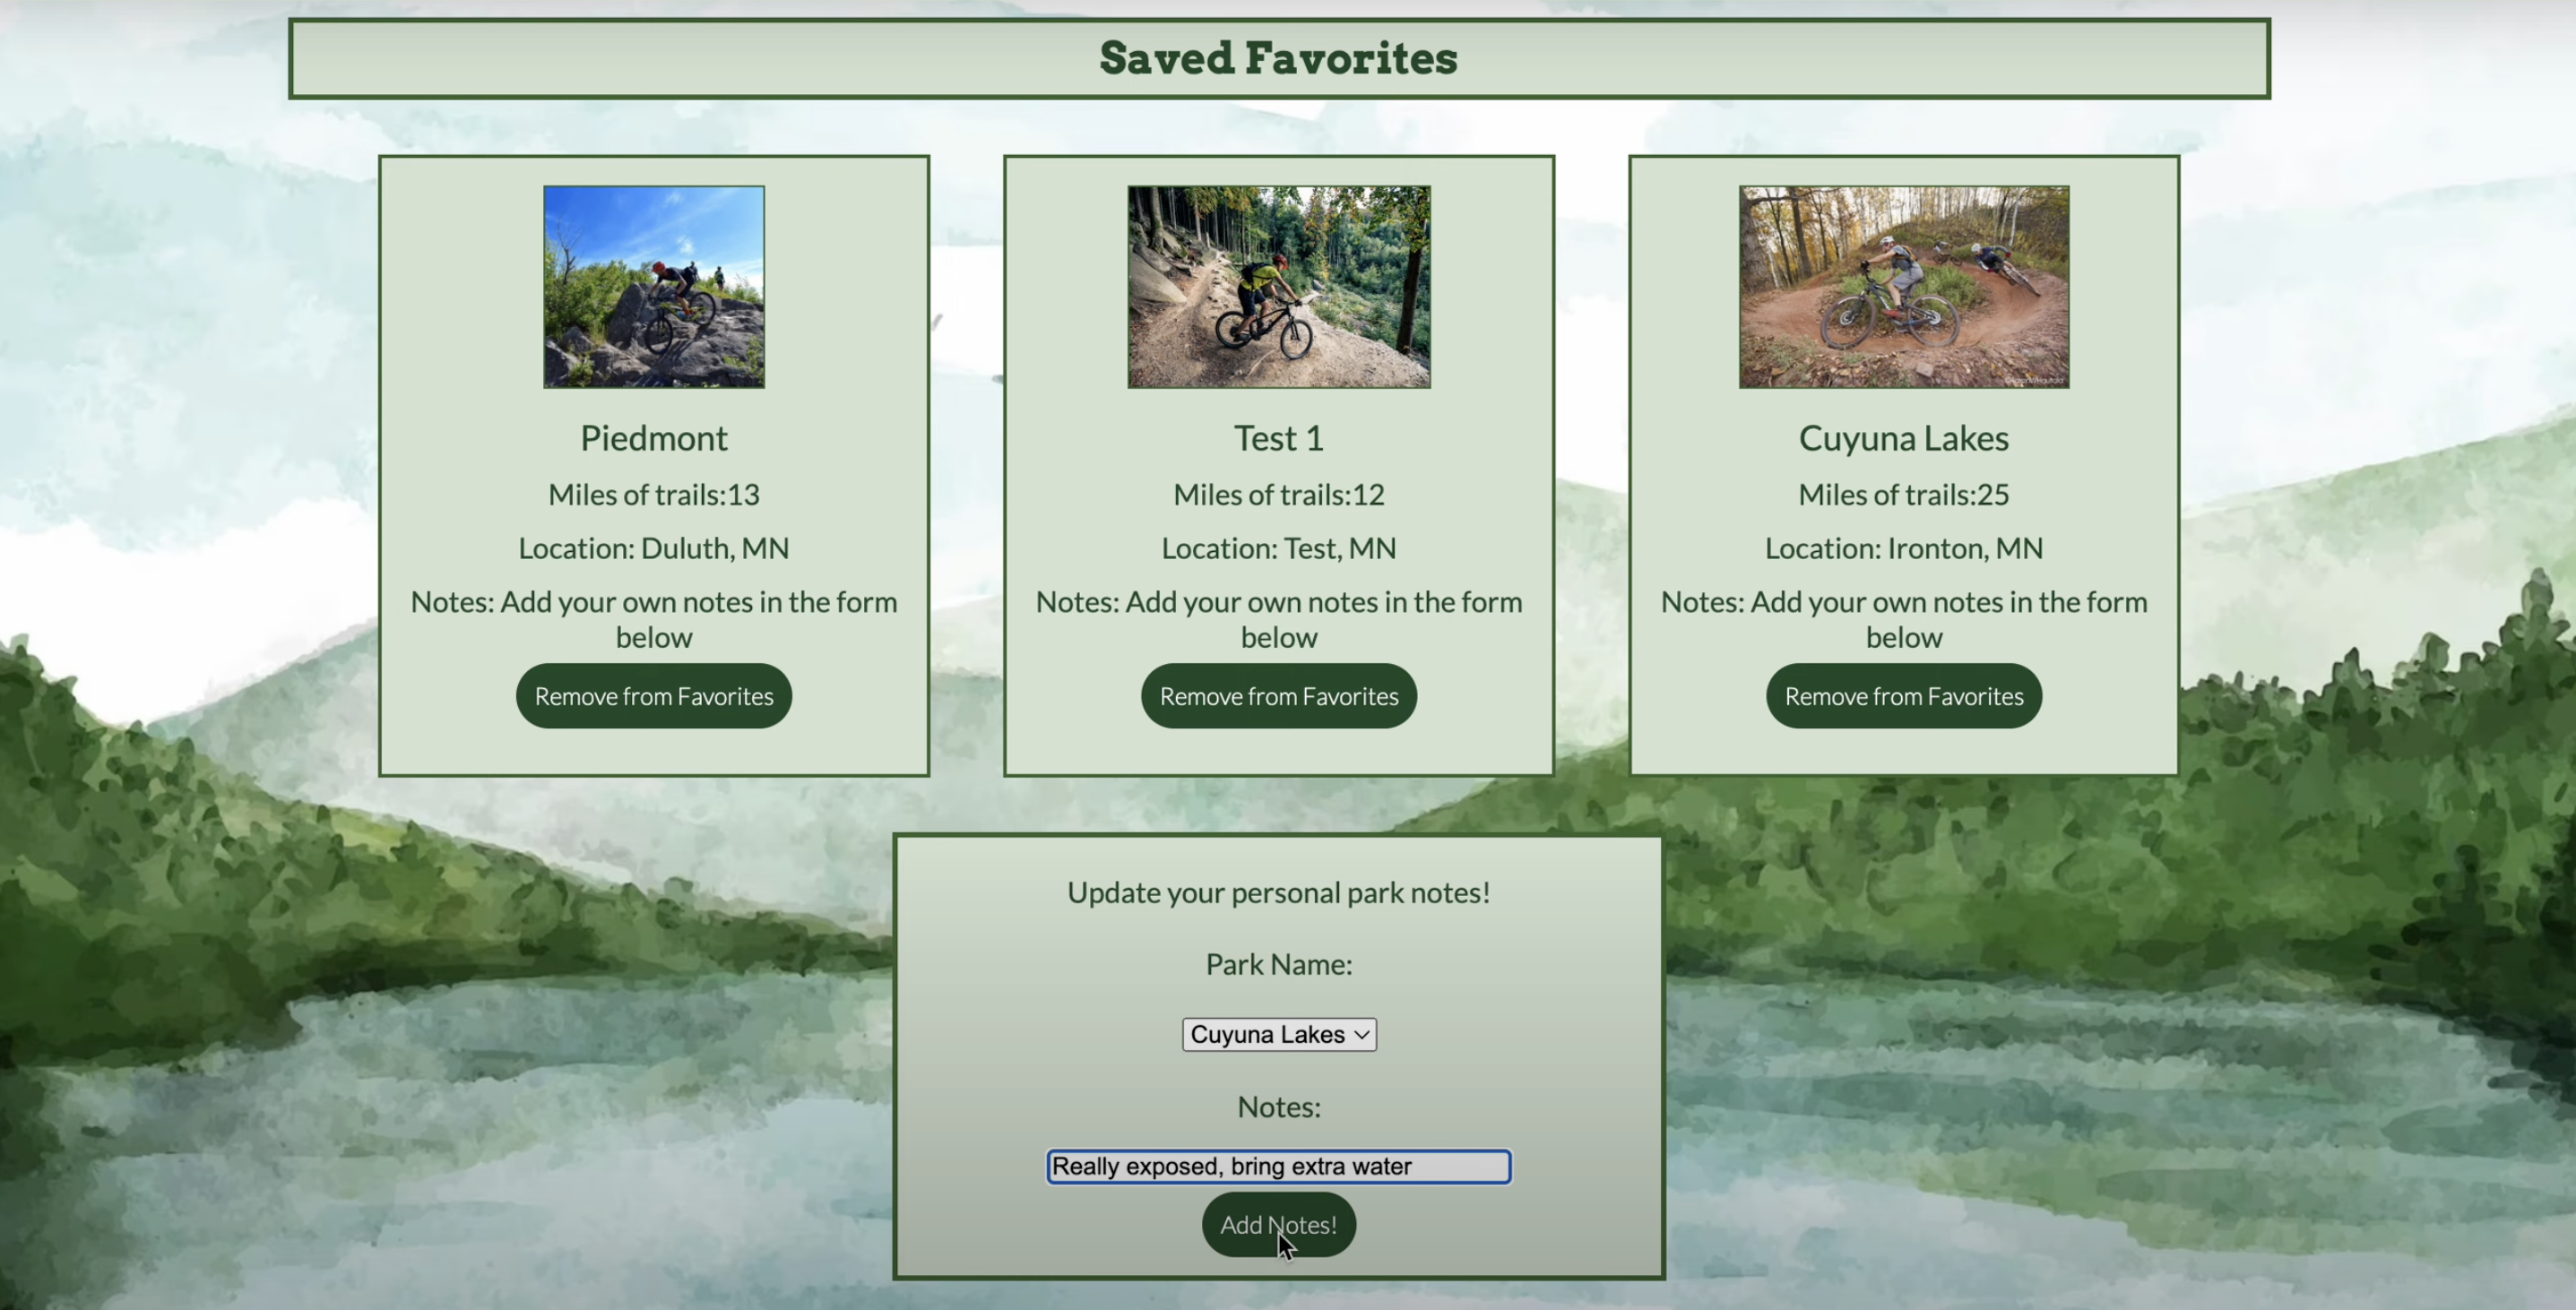 Saved Favorites
Piedmont
Miles of trails:13
Location: Duluth, MN
Notes: Add your own notes in the form
below
Remove from Favorites
Test 1
Miles of trails:12
Location: Test, MN
Notes: Add your own notes in the form
below
Remove from Favorites
Cuyuna Lakes
Miles of trails:25
Location: Ironton, MN
Notes: Add your own notes in the form
below
Remove from Favorites
Update your personal park notes!
Park Name:
Cuyuna Lakes
Notes:
Really exposed, bring extra water
Add Notes!